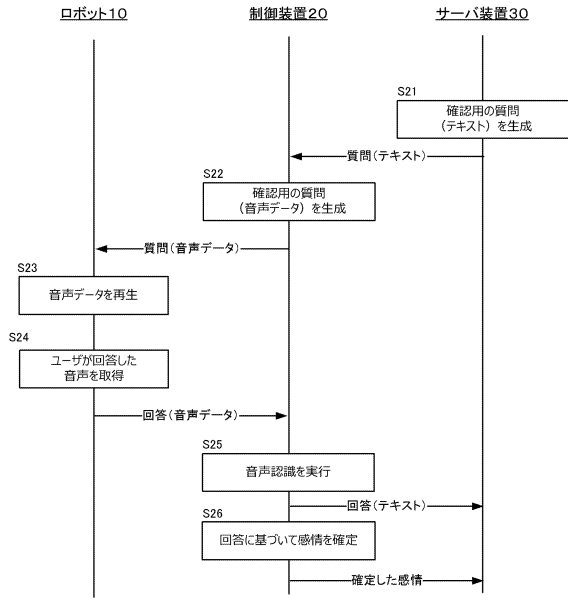 ロボット10
制御装置20
サーバ装置30
S21
確認用の質問
(テキスト)を生成
質問(テキスト)
S22
確認用の質問
(音声データ)を生成
質問(音声データ)
S23
音声データを再生
S24
ユーザが回答した
音声を取得
回答(音声データ)
S25
音声認識を実行
回答(テキスト)
S26
回答に基づいて感情を確定
確定した感情